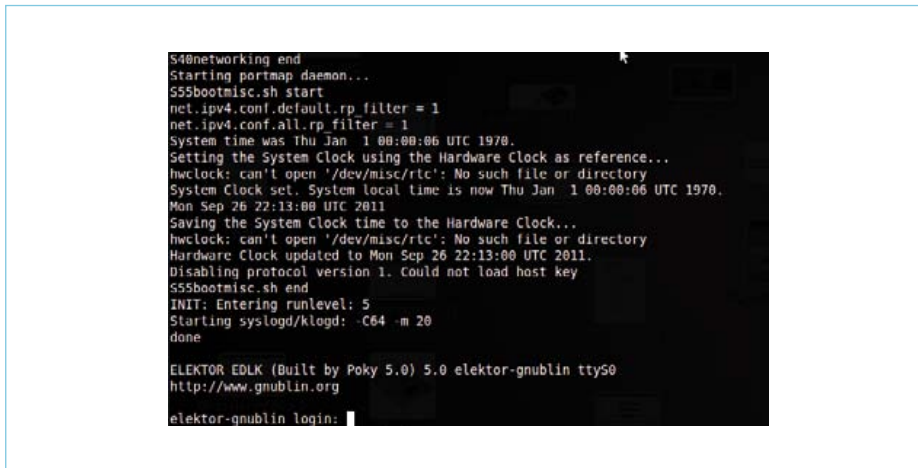 S40networking end
Starting portmap daemon...
S55bootmisc.sh start
net.ipv4.conf.default.rp_filter = 1
net.ipv4.conf.all.rp_filter = 1
System time was Thu Jan  1 00:00:06 UTC 1970.
Setting the System Clock using the Hardware Clock as reference...
hwclock: can't open '/dev/misc/rtc': No such file or directory
System Clock set. System local time is now Thu Jan  1 00:00:06 UTC 1970.
Mon Sep 26 22:13:00 UTC 2011
Saving the System Clock time to the Hardware Clock...
hwclock: can't open '/dev/misc/rtc': No such file or directory
Hardware Clock updated to Mon Sep 26 22:13:00 UTC 2011.
Disabling protocol version 1. Could not load host key
S55bootmisc.sh end
INIT: Entering runlevel: 5
Starting syslogd/klogd: -C64 -m 20
done
ELEKTOR EDLK (Built by Poky 5.0) 5.0 elektor-gnublin ttyS0
http://www.gnublin.org
elektor-gnublin login: